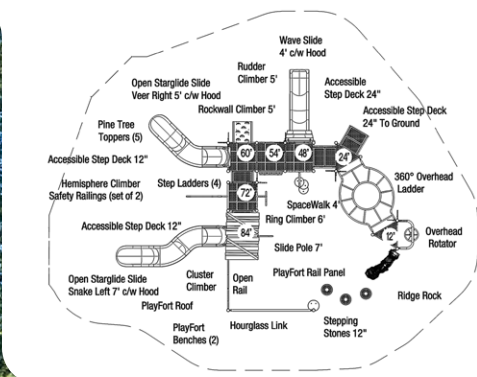 Wave Slide
4' c/w Hood
Rudder
Climber 5'
Accessible
Step Deck 24"
Open Starglide Slide
Veer Right 5' c/w Hood
Rockwall Climber 5'
Accessible Step Deck
24" To Ground
Pine Tree
Toppers (5)
60"
54"
48"
24"
Accessible Step Deck 12"
360° Overhead
Ladder
Hemisphere Climber
Safety Railings (set of 2)
Step Ladders (4)
72"
SpaceWalk 4'
Ring Climber 6'
Accessible Step Deck 12"
84"
Slide Pole 7'
12"
Overhead
Rotator
Open Starglide Slide
Snake Left 7' c/w Hood
Cluster
Climber
Open
Rail
PlayFort Rail Panel
Ridge Rock
PlayFort Roof
PlayFort
Benches (2)
Hourglass Link
Stepping
Stones 12"